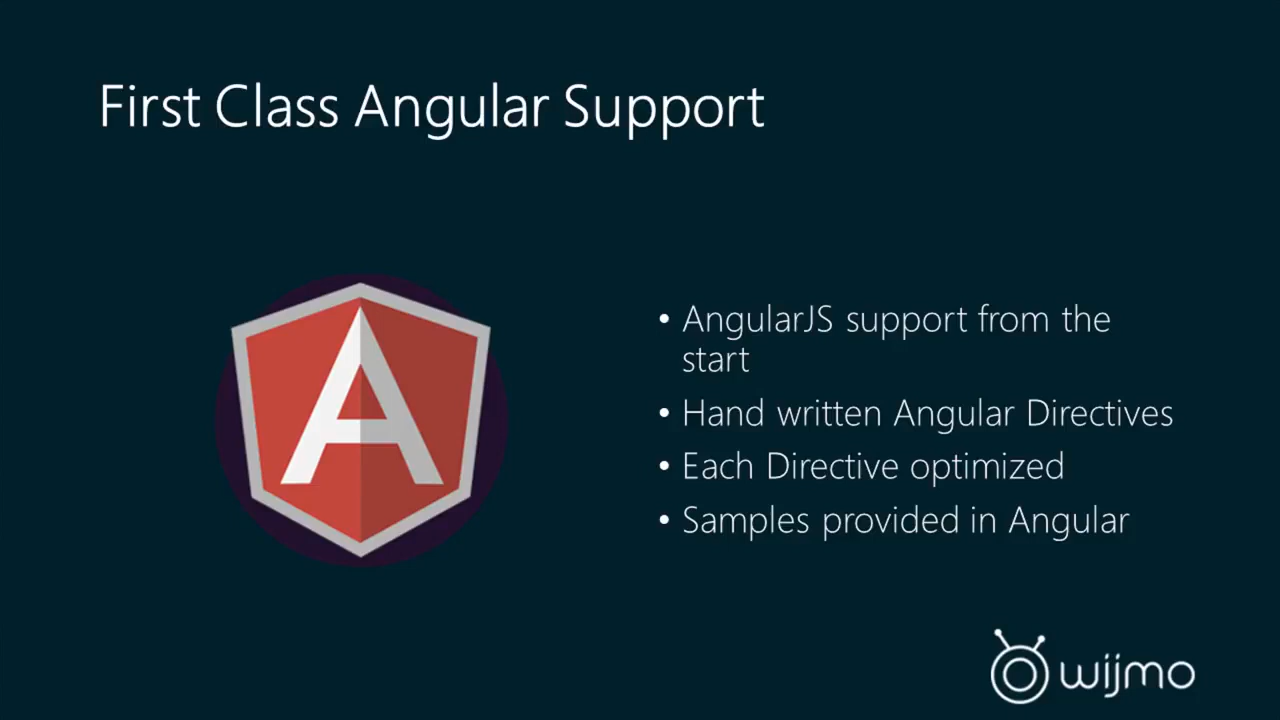 First Class Angular Support
A
• AngularJS support from the
start
• Hand written Angular Directives
• Each Directive optimized
• Samples provided in Angular
wijmo